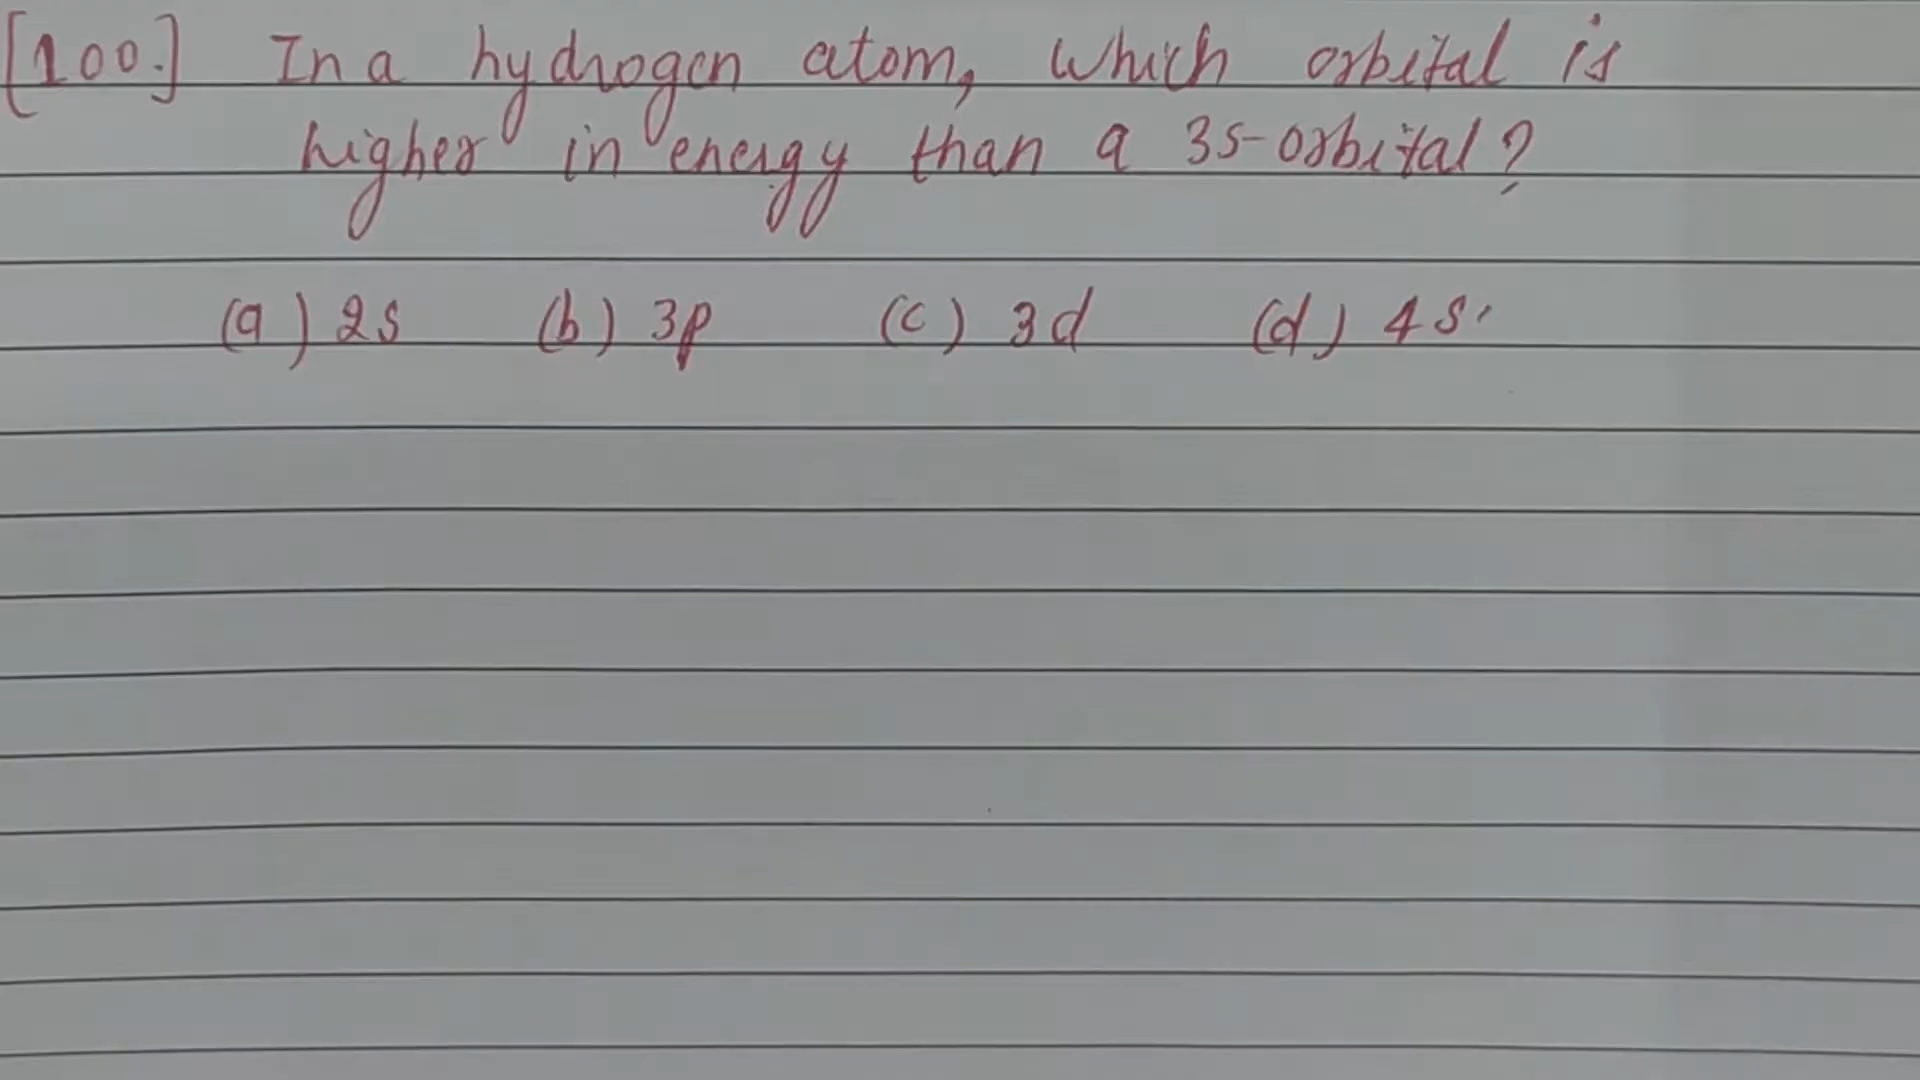 [100.] In a hydrogen atom, which orbital is
higher in energy than a 3s-orbital?
(a) 2s (b) 3p (c) 3d (d) 4s.